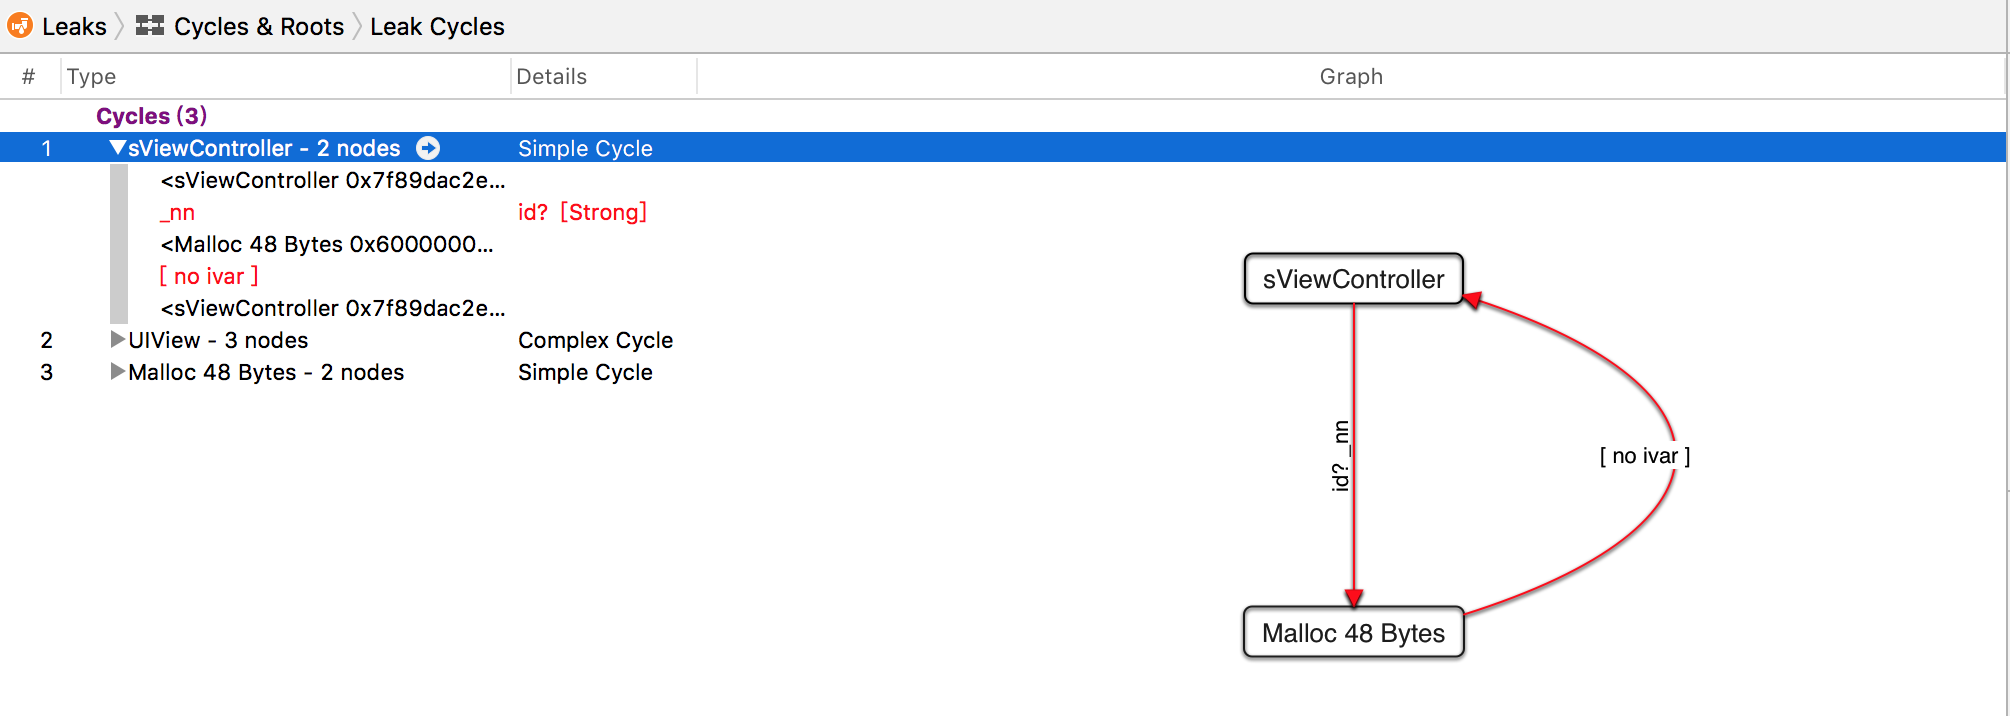 Leaks Cycles & Roots Leak Cycles
# Type Details Graph
Cycles (3)
1 sViewController - 2 nodes Simple Cycle
<sViewController 0x7f89dac2e...
_nn id? [Strong]
<Malloc 48 Bytes 0x6000000...
[ no ivar ]
<sViewController 0x7f89dac2e...
2 UIView - 3 nodes Complex Cycle
3 Malloc 48 Bytes - 2 nodes Simple Cycle
sViewController
id? _nn
[ no ivar ]
Malloc 48 Bytes